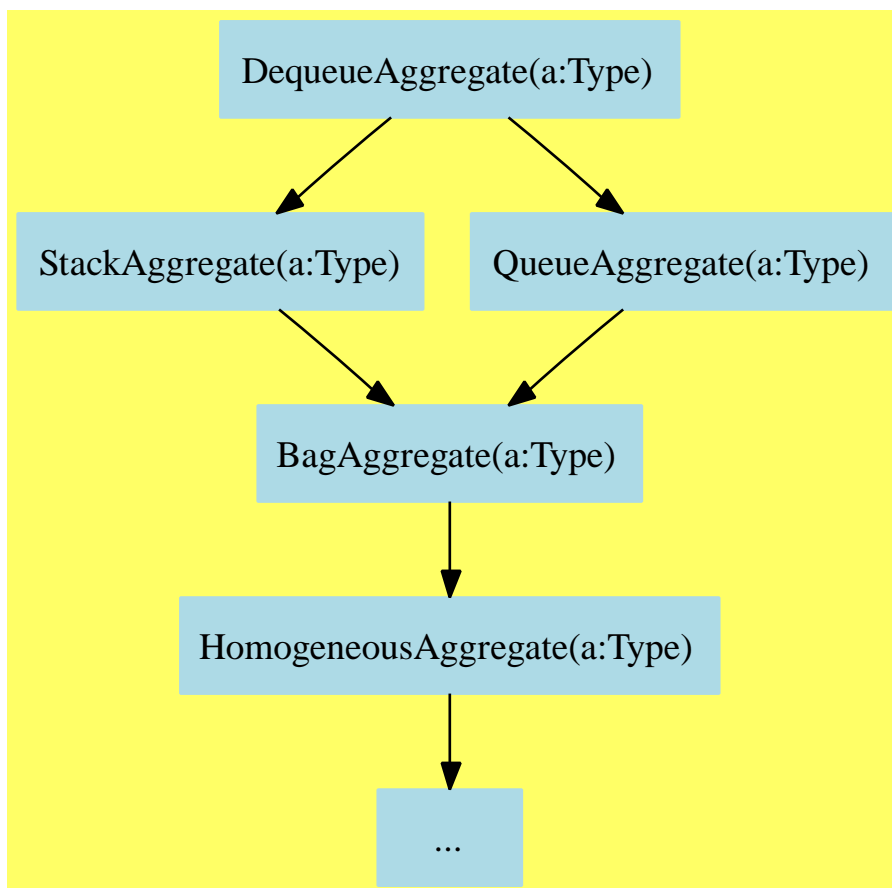 DequeueAggregate(a:Type)
StackAggregate(a:Type)
QueueAggregate(a:Type)
BagAggregate(a:Type)
HomogeneousAggregate(a:Type)
...